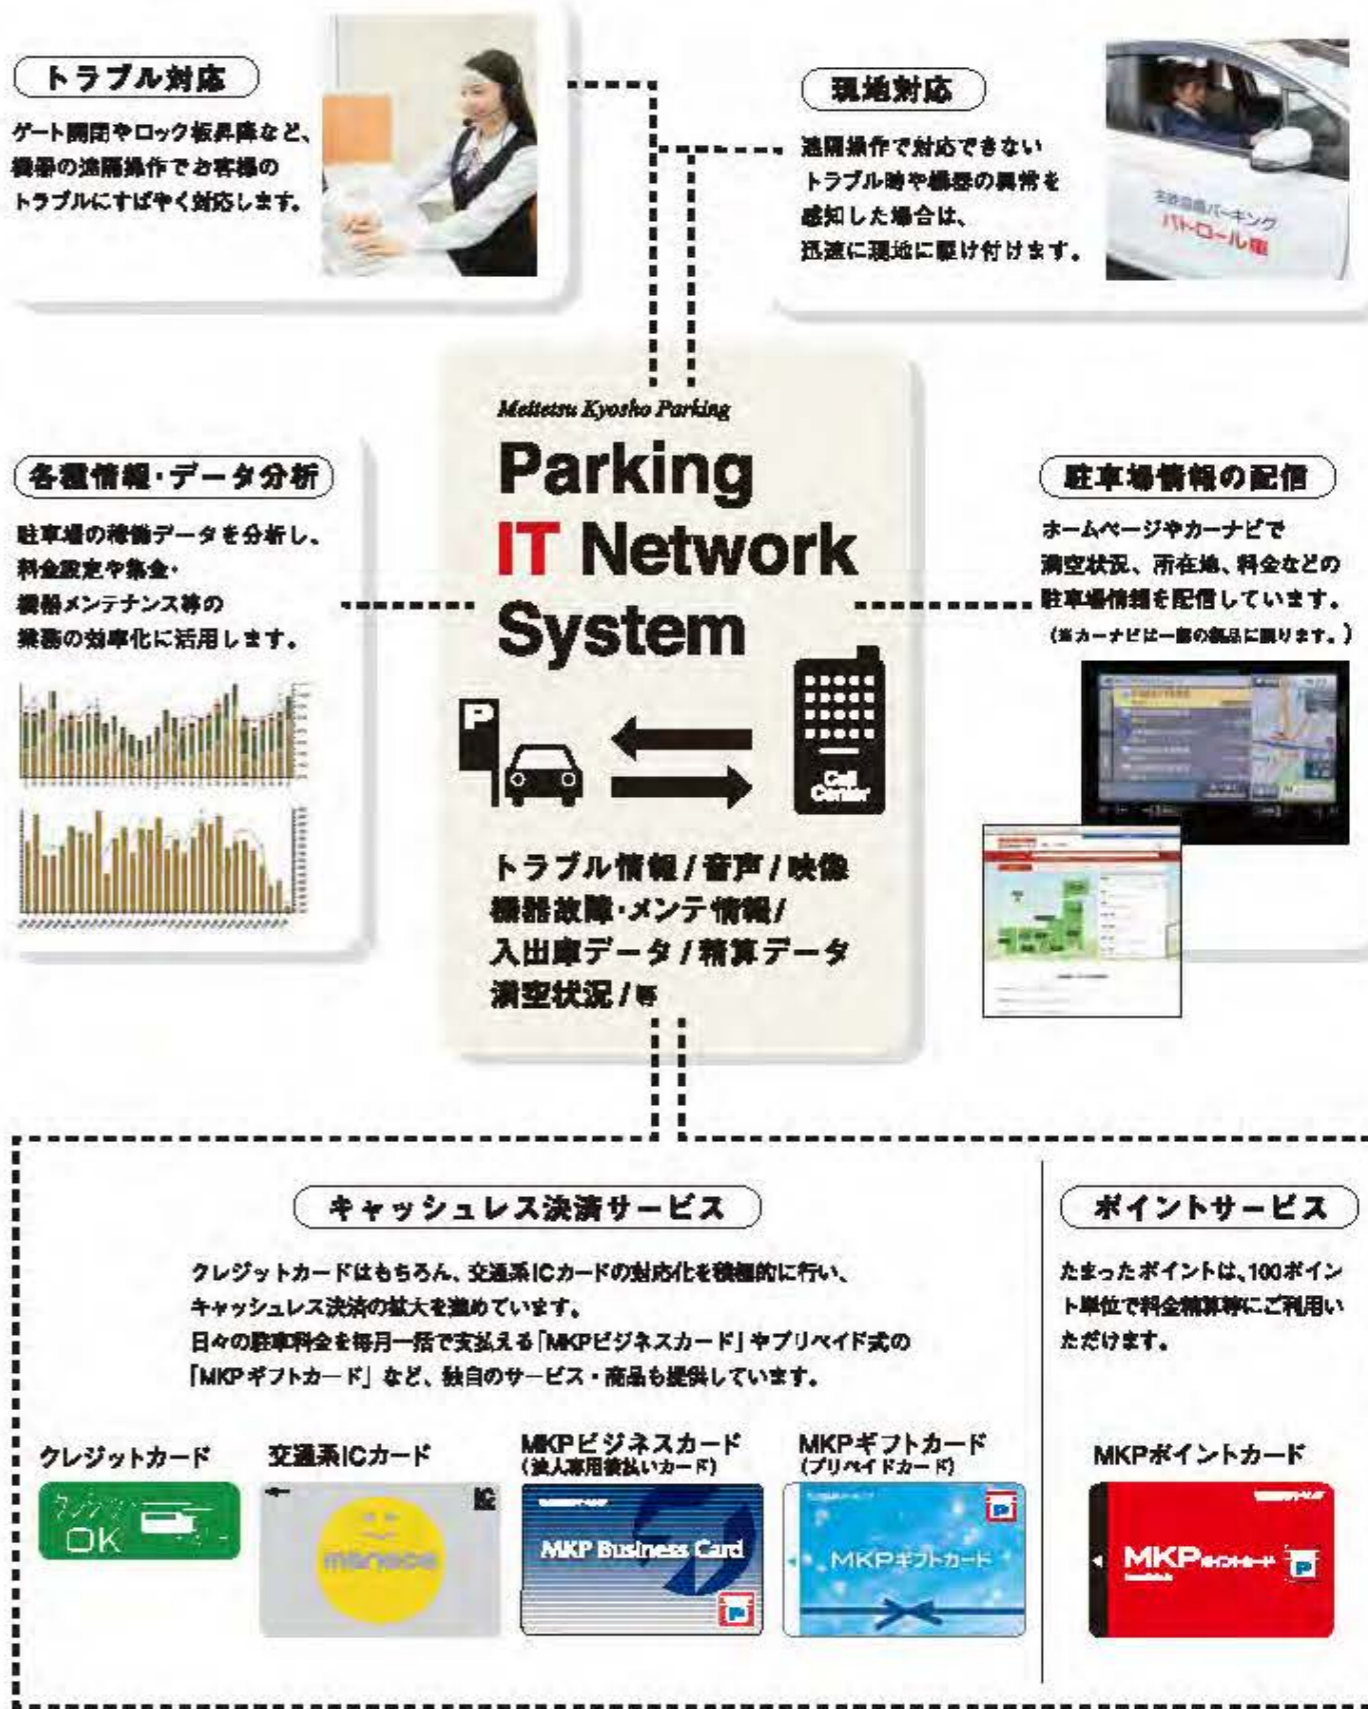 トラブル対応
ゲート開閉やロック板昇降など、
機器の遠隔操作でお客様の
トラブルにすばやく対応します。
現地対応
遠隔操作で対応できない
トラブル時や機器の異常を
感知した場合は、
迅速に現地に駆け付けます。
名鉄協商パーキング
パトロール車
各種情報・データ分析
駐車場の稼働データを分析し、
料金設定や集金・
機器メンテナンス等の
業務の効率化に活用します。
Meitetsu Kyosho Parking
Parking
IT Network
System
P
Call
Center
トラブル情報/音声/映像
機器故障・メンテ情報/
入出庫データ/精算データ
満空状況/等
駐車場情報の配信
ホームページやカーナビで
満空状況、所在地、料金などの
駐車場情報を配信しています。
(※カーナビは一部の製品に限ります。)
キャッシュレス決済サービス
クレジットカードはもちろん、交通系ICカードの対応化を積極的に行い、
キャッシュレス決済の拡大を進めています。
日々の駐車料金を毎月一括で支払える「MKPビジネスカード」やプリペイド式の
「MKPギフトカード」など、独自のサービス・商品も提供しています。
クレジットカード
OK
交通系ICカード
IC
manaca
MKPビジネスカード
(法人専用後払いカード)
MKP Business Card
P
MKPギフトカード
(プリペイドカード)
MKPギフトカード
P
ポイントサービス
たまったポイントは、100ポイン
ト単位で料金精算等にご利用い
ただけます。
MKPポイントカード
MKPポイントカード
P